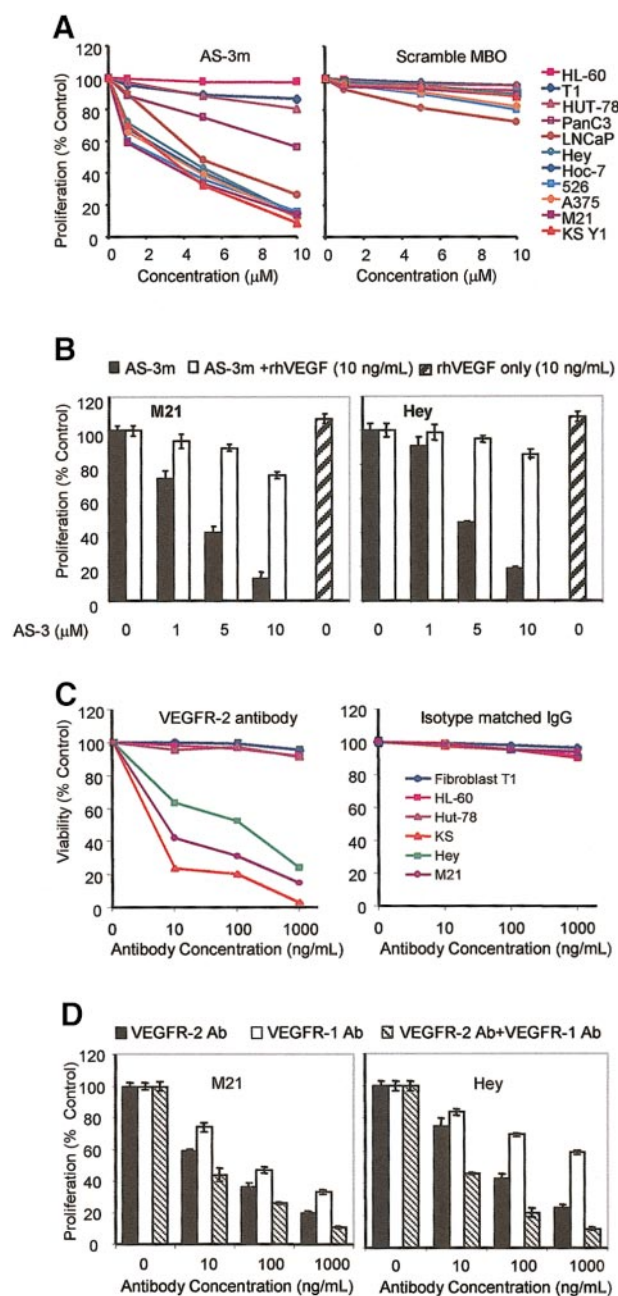 A
AS-3m
Scramble MBO
120
100
80
60
40
20
0
Proliferation (% Control)
0 2 4 6 8 10
0 2 4 6 8 10
Concentration (μM)
Concentration (μM)
HL-60
T1
HUT-78
PanC3
LNCaP
Hey
Hoc-7
526
A375
M21
KS Y1
B
AS-3m AS-3m +rhVEGF (10 ng/mL) rhVEGF only (10 ng/mL)
M21
Hey
120
100
80
60
40
20
0
Proliferation (% Control)
AS-3 (μM) 0 1 5 10 0 0 1 5 10 0
C
VEGFR-2 antibody
Isotype matched IgG
120
100
80
60
40
20
0
Viability (% Control)
120
100
80
60
40
20
0
Fibroblast T1
HL-60
Hut-78
KS
Hey
M21
0 10 100 1000
0 10 100 1000
Antibody Concentration (ng/mL)
Antibody Concentration (ng/mL)
D
VEGFR-2 Ab VEGFR-1 Ab VEGFR-2 Ab+VEGFR-1 Ab
M21
Hey
120
100
80
60
40
20
0
Proliferation (% Control)
0 10 100 1000
0 10 100 1000
Antibody Concentration (ng/mL)
Antibody Concentration (ng/mL)